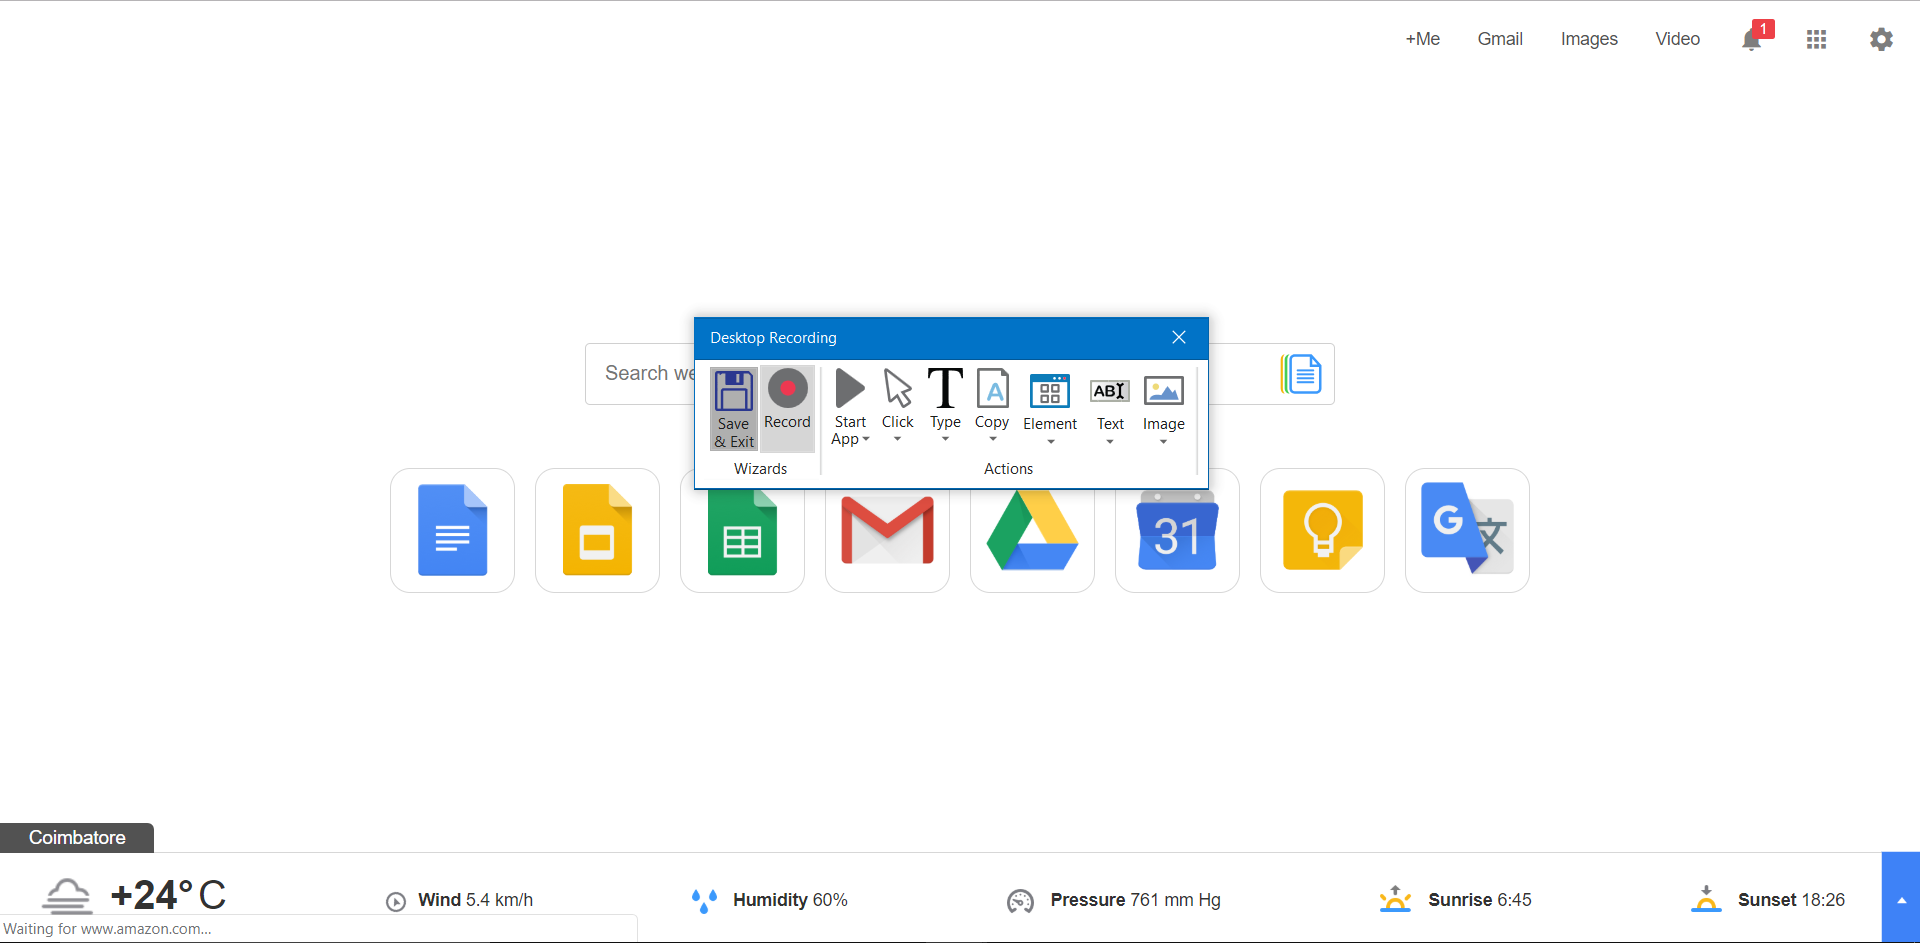 +Me Gmail Images Video 1
Desktop Recording
Search we
A ABI
Save & Exit Record Start App Click Type Copy Element Text Image
Wizards Actions
31 G 文
Coimbatore
+24° C Wind 5.4 km/h Humidity 60% Pressure 761 mm Hg Sunrise 6:45 Sunset 18:26
Waiting for www.amazon.com...